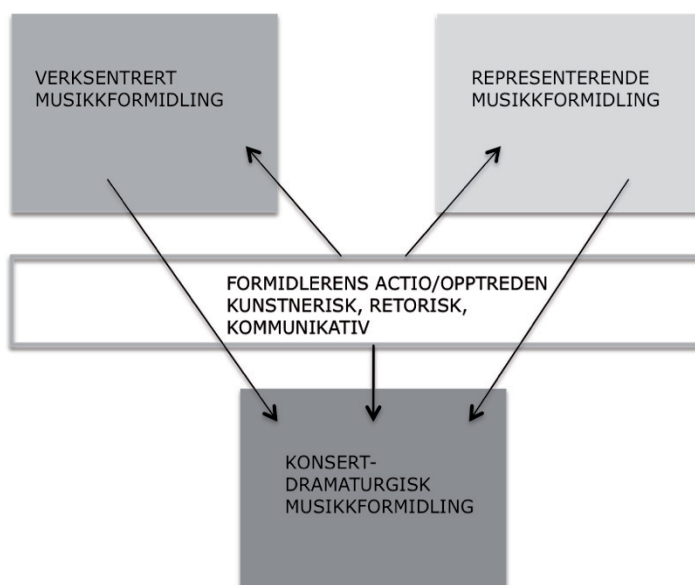 VERKSENTRERT
MUSIKKFORMIDLING
REPRESENTERENDE
MUSIKKFORMIDLING
FORMIDLERENS ACTIO/OPPTREDEN
KUNSTNERISK, RETORISK,
KOMMUNIKATIV
KONSERT-
DRAMATURGISK
MUSIKKFORMIDLING